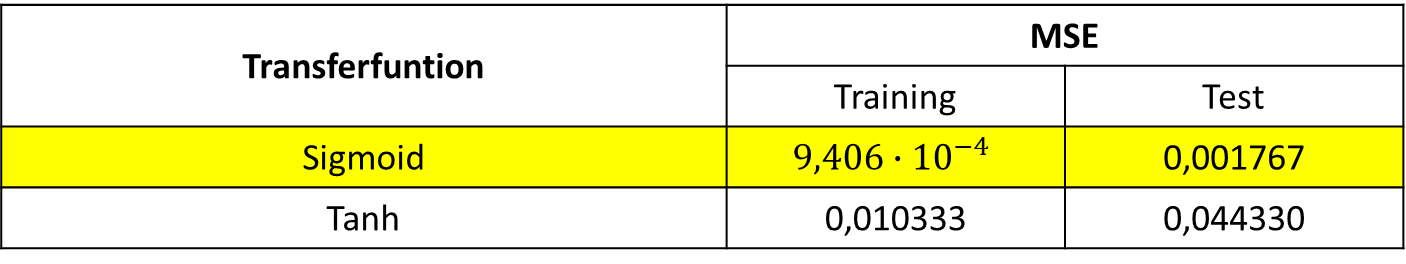 Transferfuntion
MSE
Training Test
Sigmoid 9,406 · 10⁻⁴ 0,001767
Tanh 0,010333 0,044330